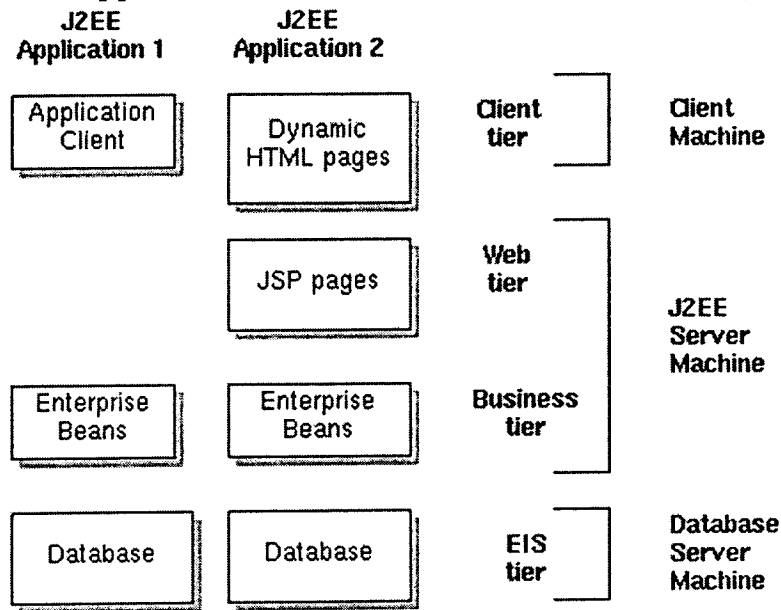 J2EE
Application 1
J2EE
Application 2
Application
Client
Dynamic
HTML pages
Client
tier
Client
Machine
JSP pages
Web
tier
J2EE
Server
Machine
Enterprise
Beans
Enterprise
Beans
Business
tier
Database
Database
EIS
tier
Database
Server
Machine